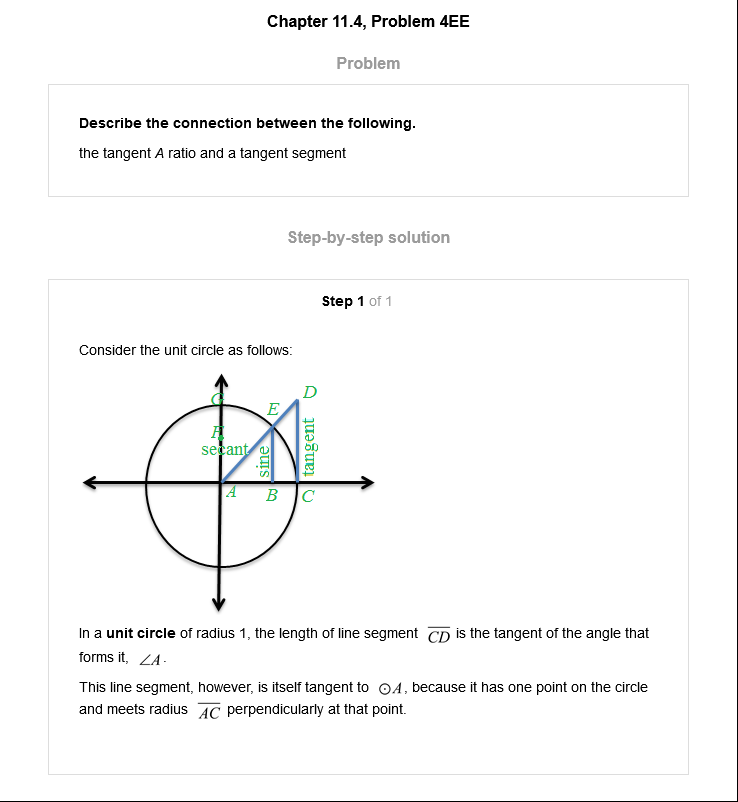 Chapter 11.4, Problem 4EE
Problem
Describe the connection between the following.
the tangent A ratio and a tangent segment
Step-by-step solution
Step 1 of 1
Consider the unit circle as follows:
G
D
E
F
secant
sine
tangent
A
B
C
In a unit circle of radius 1, the length of line segment CD is the tangent of the angle that
forms it, ∠A.
This line segment, however, is itself tangent to ⊙A, because it has one point on the circle
and meets radius AC perpendicularly at that point.